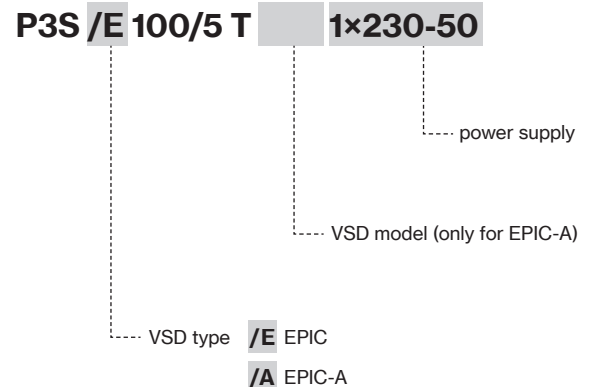 P3S /E 100/5 T 1×230-50
power supply
VSD model (only for EPIC-A)
VSD type /E EPIC
/A EPIC-A